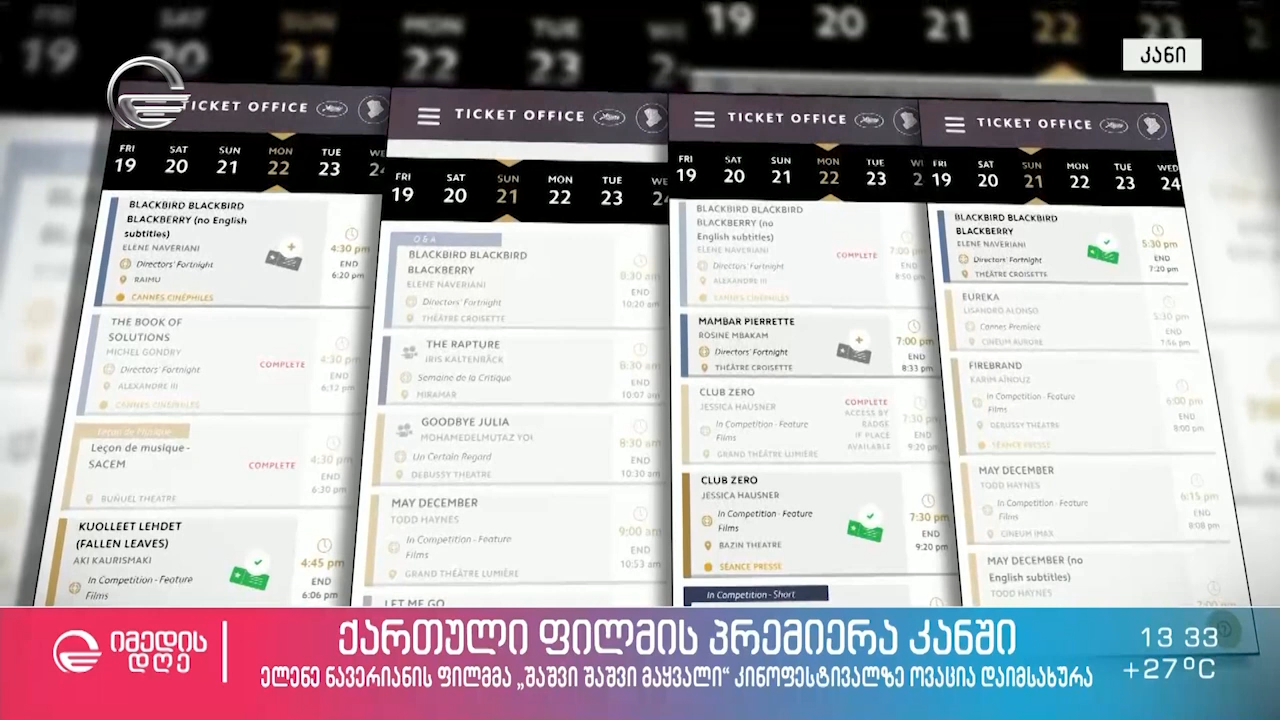 კანი
TICKET OFFICE
FRI SAT SUN MON TUE
19 20 21 22 23
BLACKBIRD BLACKBIRD
BLACKBERRY (no English
subtitles)
ELENE NAVERIANI
4:30 pm
Directors' Fortnight
END
RAIMU
6:20 pm
CANNES CINÉPHILES
THE BOOK OF
SOLUTIONS
MICHEL GONDRY
COMPLETE
4:30 pm
Directors' Fortnight
END
ALEXANDRE III
6:12 pm
CANNES CINÉPHILES
Leçon de musique
Leçon de musique -
SACEM
COMPLETE
4:30 pm
END
6:30 pm
BUÑUEL THEATRE
KUOLLEET LEHDET
(FALLEN LEAVES)
AKI KAURISMAKI
4:45 pm
In Competition - Feature
Films
END
6:06 pm
TICKET OFFICE
FRI SAT SUN MON TUE WE
19 20 21 22 23
Q&A
BLACKBIRD BLACKBIRD
BLACKBERRY
ELENE NAVERIANI
8:30 am
Directors' Fortnight
END
THÉÂTRE CROISETTE
10:20 am
THE RAPTURE
IRIS KALTENBÄCK
8:30 am
Semaine de la Critique
END
MIRAMAR
10:07 am
GOODBYE JULIA
MOHAMEDELMUTAZ YOI
8:30 am
Un Certain Regard
END
DEBUSSY THEATRE
10:30 am
MAY DECEMBER
TODD HAYNES
9:00 am
In Competition - Feature
Films
END
GRAND THÉÂTRE LUMIÈRE
10:53 am
LET ME GO
TICKET OFFICE
FRI SAT SUN MON TUE
19 20 21 22 23
BLACKBIRD BLACKBIRD
BLACKBERRY (no
English subtitles)
ELENE NAVERIANI
COMPLETE
7:00 pm
Directors' Fortnight
END
ALEXANDRE III
8:50 pm
CANNES CINÉPHILES
MAMBAR PIERRETTE
ROSINE MBAKAM
7:00 pm
Directors' Fortnight
END
THÉÂTRE CROISETTE
8:33 pm
CLUB ZERO
JESSICA HAUSNER
COMPLETE
ACCESS BY
BADGE
IF PLACE
AVAILABLE
7:30 pm
In Competition - Feature
Films
END
GRAND THÉÂTRE LUMIÈRE
9:20 pm
CLUB ZERO
JESSICA HAUSNER
7:30 pm
In Competition - Feature
Films
END
BAZIN THEATRE
9:20 pm
SÉANCE PRESSE
In Competition - Short
TICKET OFFICE
FRI SAT SUN MON TUE WED
19 20 21 22 23 24
BLACKBIRD BLACKBIRD
BLACKBERRY
ELENE NAVERIANI
5:30 pm
Directors' Fortnight
END
THÉÂTRE CROISETTE
7:20 pm
EUREKA
LISANDRO ALONSO
5:30 pm
Cannes Premiere
END
CINEUM AURORE
FIREBRAND
KARIM AÏNOUZ
6:00 pm
In Competition - Feature
Films
END
DEBUSSY THEATRE
8:00 pm
SÉANCE PRESSE
MAY DECEMBER
TODD HAYNES
6:15 pm
In Competition - Feature
Films
END
CINEUM IMAX
8:08 pm
MAY DECEMBER (no
English subtitles)
TODD HAYNES
იმედის
დღე
ქართული ფილმის პრემიერა კანში
ელენე ნავერიანის ფილმმა „შაშვი შაშვი მაყვალი“ კინოფესტივალზე ოვაცია დაიმსახურა
13 33
+27°C